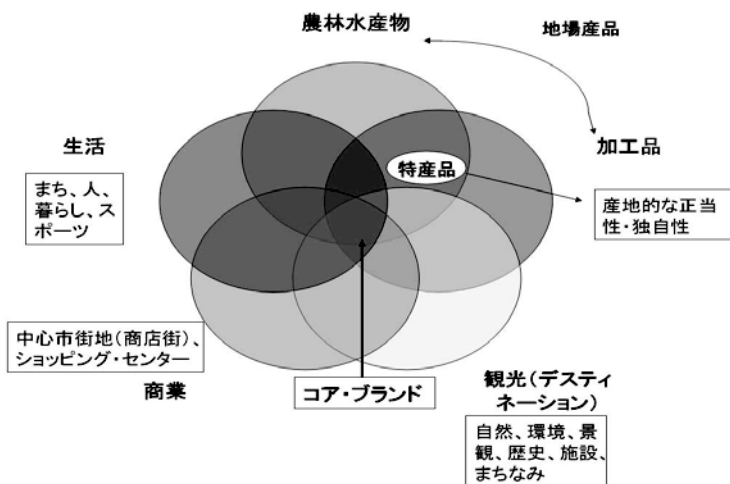 農林水産物
地場産品
生活
まち、人、
暮らし、ス
ポーツ
特産品
加工品
産地的な正当
性・独自性
中心市街地(商店街)、
ショッピング・センター
商業
コア・ブランド
観光(デスティ
ネーション)
自然、環境、景
観、歴史、施設、
まちなみ